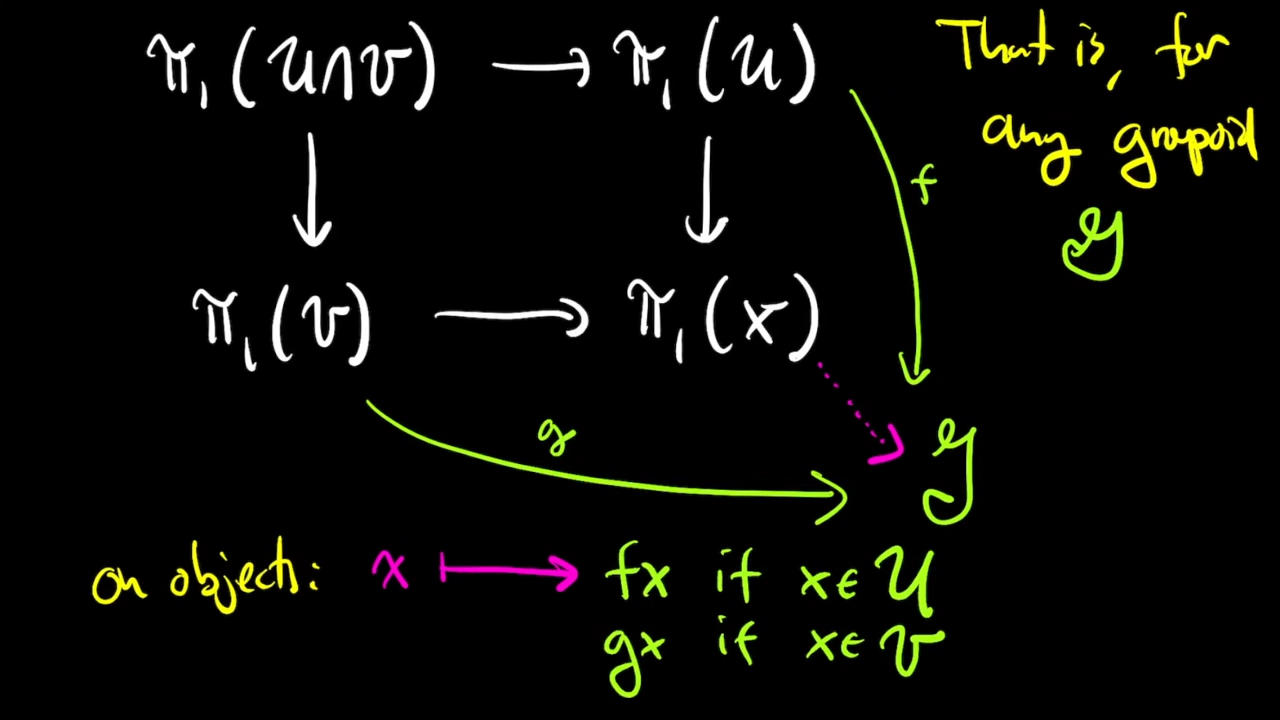 π₁(U∩V) → π₁(U)
That is, for
any groupoid
𝒢
f
π₁(V) → π₁(X)
g
𝒢
on objects: x ↦ fx if x ∈ U
gx if x ∈ V